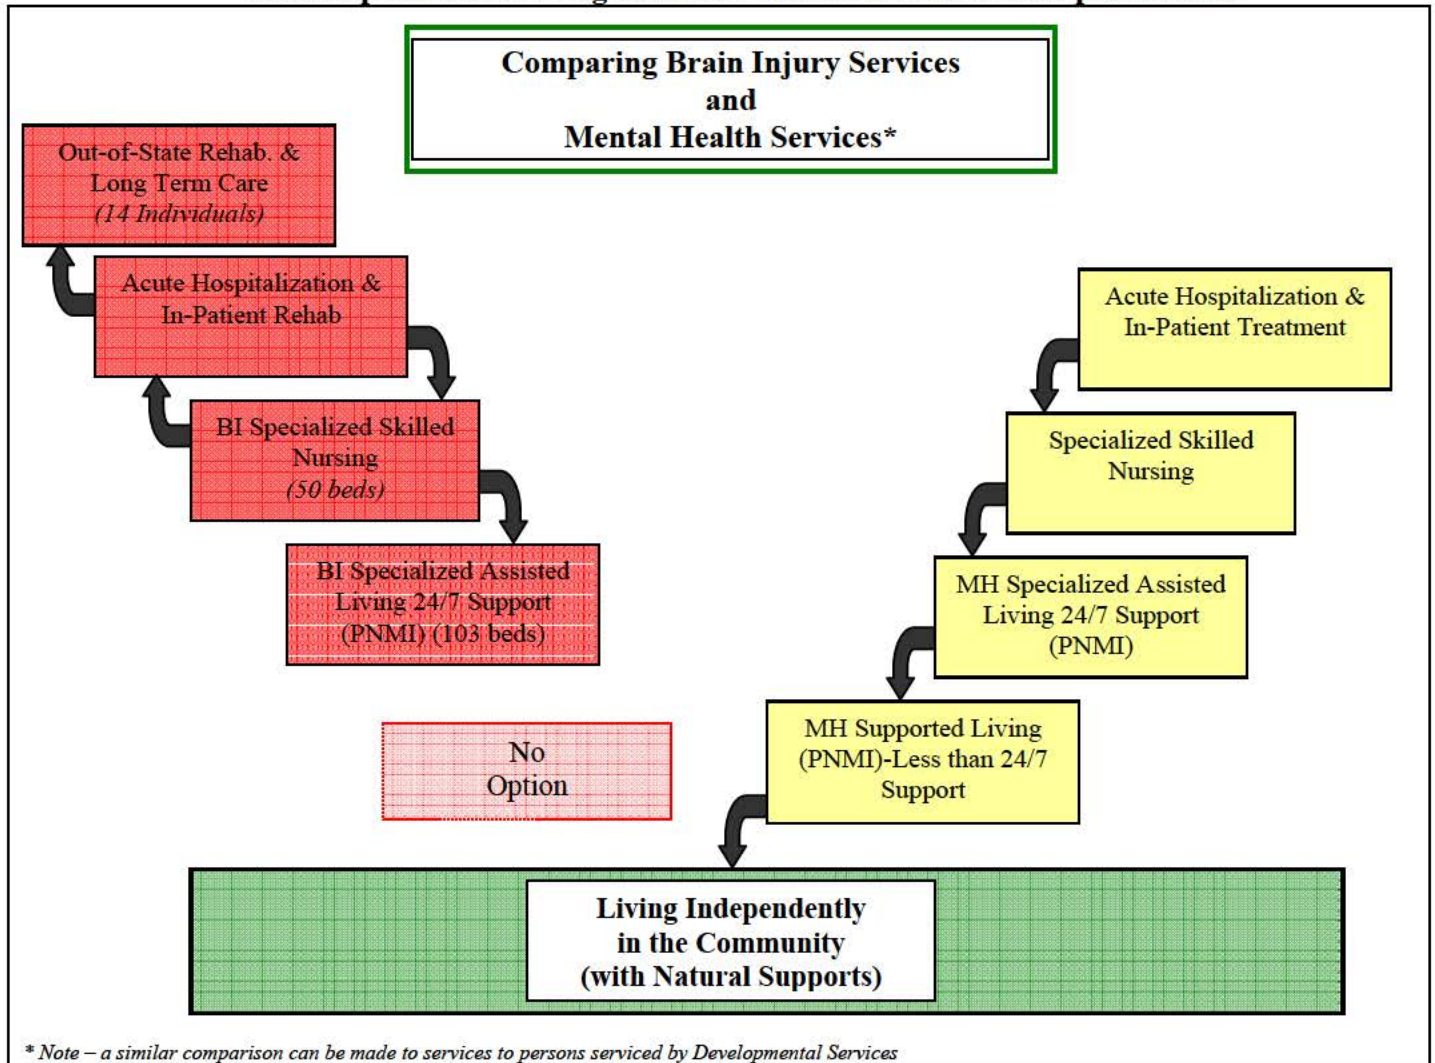 Comparing Brain Injury Services
and
Mental Health Services*
Out-of-State Rehab. &
Long Term Care
(14 Individuals)
Acute Hospitalization &
In-Patient Rehab
BI Specialized Skilled
Nursing
(50 beds)
BI Specialized Assisted
Living 24/7 Support
(PNMI) (103 beds)
No
Option
Acute Hospitalization &
In-Patient Treatment
Specialized Skilled
Nursing
MH Specialized Assisted
Living 24/7 Support
(PNMI)
MH Supported Living
(PNMI)-Less than 24/7
Support
Living Independently
in the Community
(with Natural Supports)
* Note – a similar comparison can be made to services to persons serviced by Developmental Services